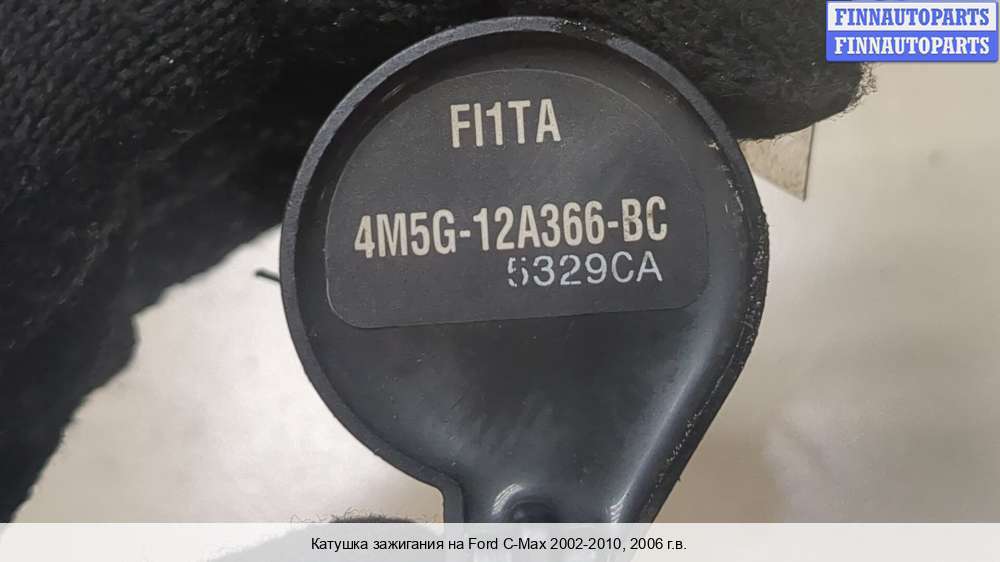 FINNAUTOPARTS
FINNAUTOPARTS
FI1TA
4M5G-12A366-BC
5329CA
Катушка зажигания на Ford C-Max 2002-2010, 2006 г.в.